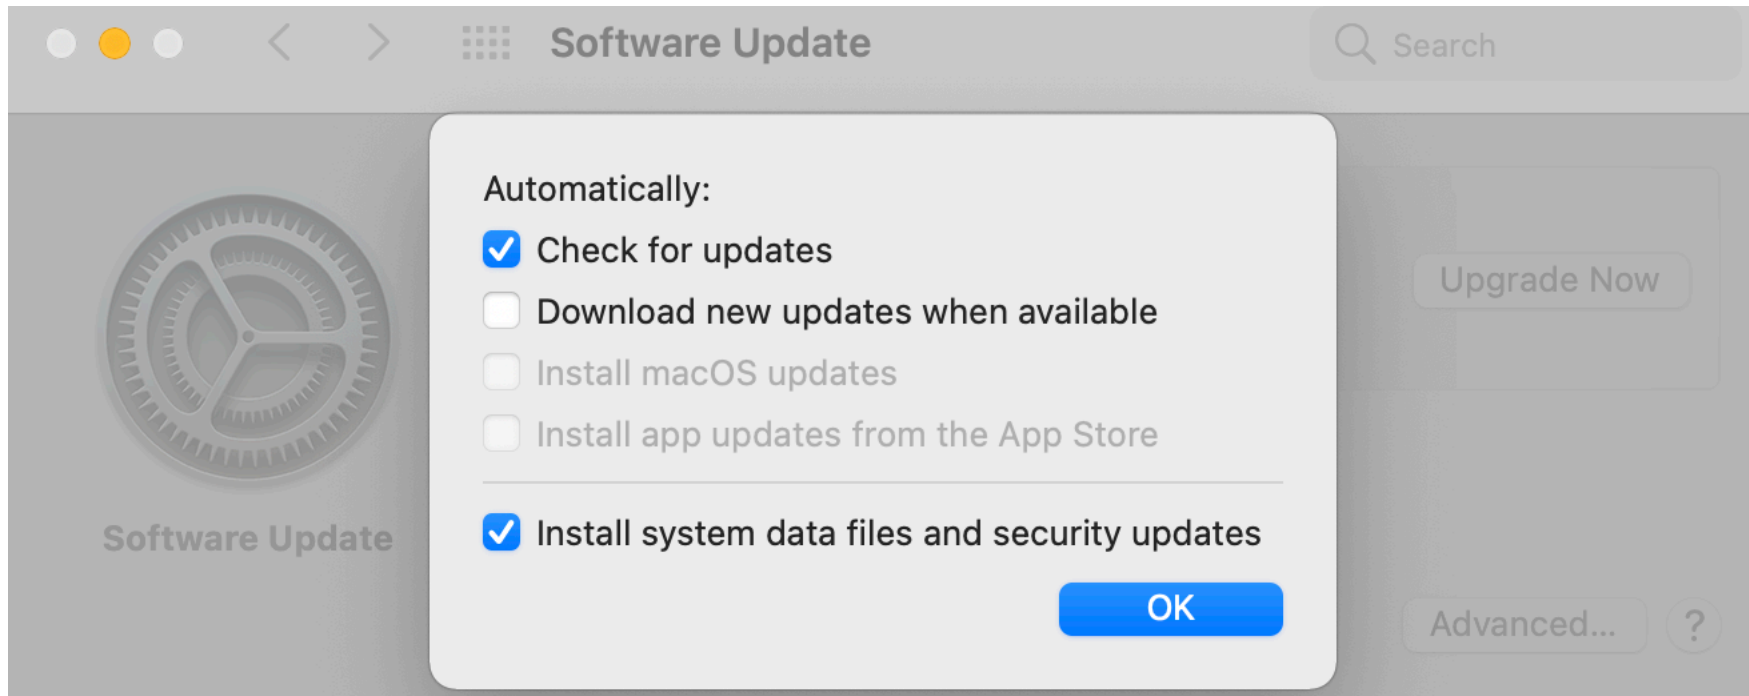 Software Update
Search
Automatically:
Check for updates
Download new updates when available
Install macOS updates
Install app updates from the App Store
Install system data files and security updates
OK
Software Update
Upgrade Now
Advanced...
?